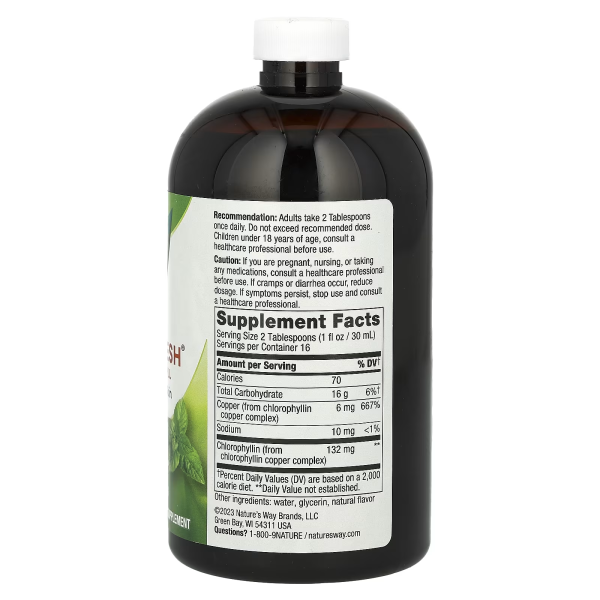 Recommendation: Adults take 2 Tablespoons
once daily. Do not exceed recommended dose.
Children under 18 years of age, consult a
healthcare professional before use.
Caution: If you are pregnant, nursing, or taking
any medications, consult a healthcare professional
before use. If cramps or diarrhea occur, reduce
dosage. If symptoms persist, stop use and consult
a healthcare professional.
Supplement Facts
Serving Size 2 Tablespoons (1 fl oz / 30 mL)
Servings per Container 16
Amount per Serving % DV†
Calories 70
Total Carbohydrate 16 g 6%†
Copper (from chlorophyllin 6 mg 667%
copper complex)
Sodium 10 mg <1%
Chlorophyllin (from 132 mg **
chlorophyllin copper complex)
†Percent Daily Values (DV) are based on a 2,000
calorie diet. **Daily Value not established.
Other ingredients: water, glycerin, natural flavor
©2023 Nature's Way Brands, LLC
Green Bay, WI 54311 USA
Questions? 1-800-9NATURE / naturesway.com
ESH®